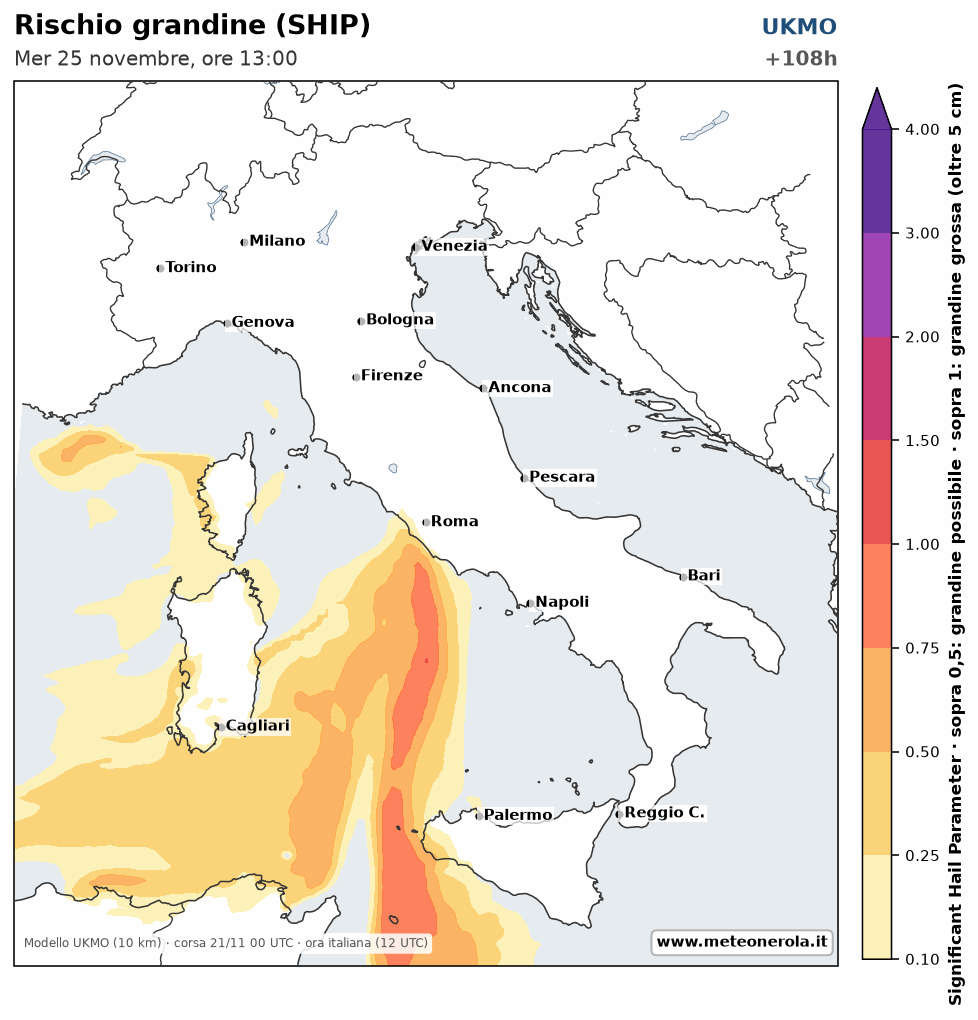 Rischio grandine (SHIP)
UKMO
Mer 25 novembre, ore 13:00
+108h
Milano
Venezia
Torino
Genova
Bologna
Firenze
Ancona
Pescara
Roma
Bari
Napoli
Cagliari
Palermo
Reggio C.
Modello UKMO (10 km) · corsa 21/11 00 UTC · ora italiana (12 UTC)
www.meteonerola.it
4.00
3.00
2.00
1.50
1.00
0.75
0.50
0.25
0.10
Significant Hail Parameter · sopra 0,5: grandine possibile · sopra 1: grandine grossa (oltre 5 cm)